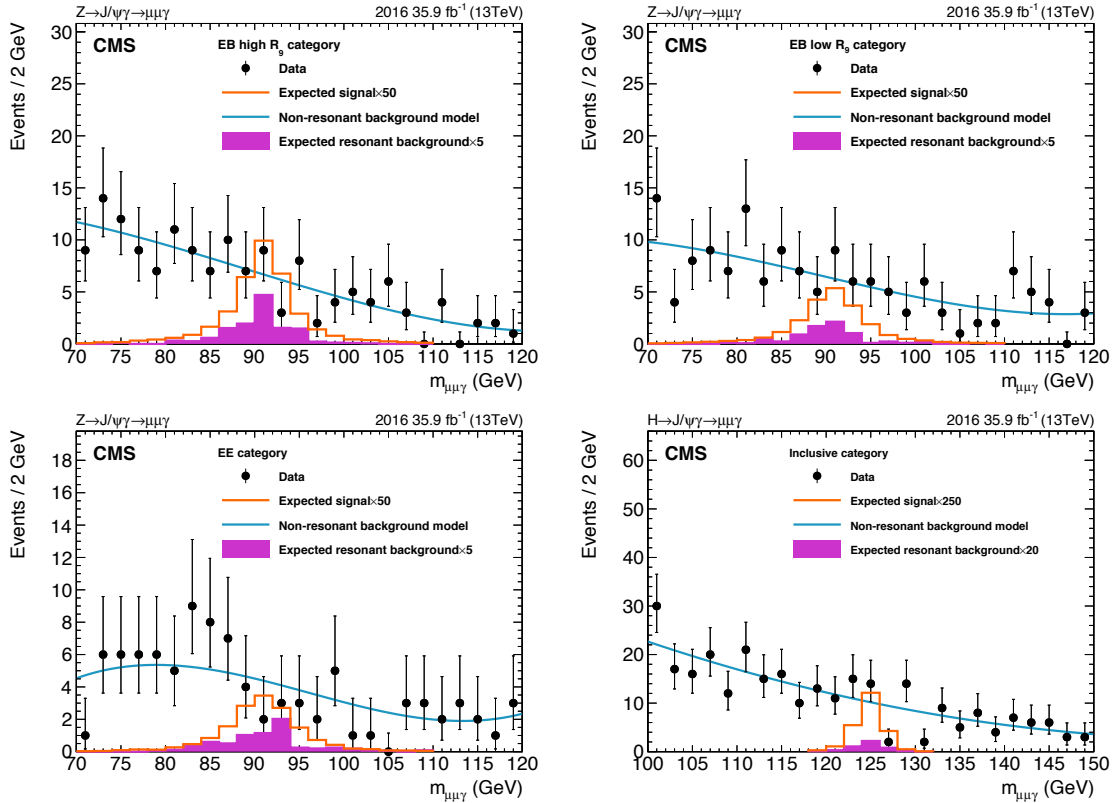 Z→J/ψγ→μμγ 2016 35.9 fb⁻¹ (13TeV)
CMS EB high R₉ category
Data
Expected signal×50
Non-resonant background model
Expected resonant background×5
Events / 2 GeV
30
25
20
15
10
5
0
70 75 80 85 90 95 100 105 110 115 120
m_μμγ (GeV)
Z→J/ψγ→μμγ 2016 35.9 fb⁻¹ (13TeV)
CMS EB low R₉ category
Data
Expected signal×50
Non-resonant background model
Expected resonant background×5
Events / 2 GeV
30
25
20
15
10
5
0
70 75 80 85 90 95 100 105 110 115 120
m_μμγ (GeV)
Z→J/ψγ→μμγ 2016 35.9 fb⁻¹ (13TeV)
CMS EE category
Data
Expected signal×50
Non-resonant background model
Expected resonant background×5
Events / 2 GeV
18
16
14
12
10
8
6
4
2
0
70 75 80 85 90 95 100 105 110 115 120
m_μμγ (GeV)
H→J/ψγ→μμγ 2016 35.9 fb⁻¹ (13TeV)
CMS Inclusive category
Data
Expected signal×250
Non-resonant background model
Expected resonant background×20
Events / 2 GeV
60
50
40
30
20
10
0
100 105 110 115 120 125 130 135 140 145 150
m_μμγ (GeV)